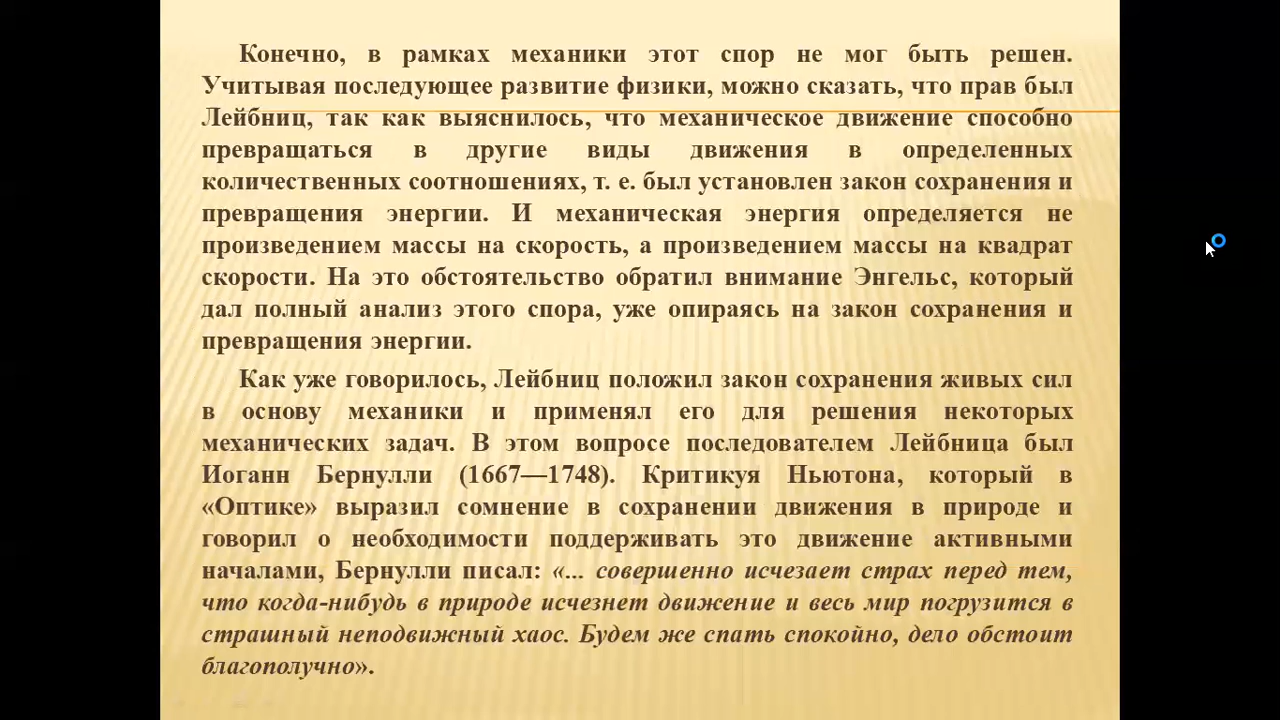 Конечно, в рамках механики этот спор не мог быть решен.
Учитывая последующее развитие физики, можно сказать, что прав был
Лейбниц, так как выяснилось, что механическое движение способно
превращаться в другие виды движения в определенных
количественных соотношениях, т. е. был установлен закон сохранения и
превращения энергии. И механическая энергия определяется не
произведением массы на скорость, а произведением массы на квадрат
скорости. На это обстоятельство обратил внимание Энгельс, который
дал полный анализ этого спора, уже опираясь на закон сохранения и
превращения энергии.
Как уже говорилось, Лейбниц положил закон сохранения живых сил
в основу механики и применял его для решения некоторых
механических задач. В этом вопросе последователем Лейбница был
Иоганн Бернулли (1667—1748). Критикуя Ньютона, который в
«Оптике» выразил сомнение в сохранении движения в природе и
говорил о необходимости поддерживать это движение активными
началами, Бернулли писал: «... совершенно исчезает страх перед тем,
что когда-нибудь в природе исчезнет движение и весь мир погрузится в
страшный неподвижный хаос. Будем же спать спокойно, дело обстоит
благополучно».